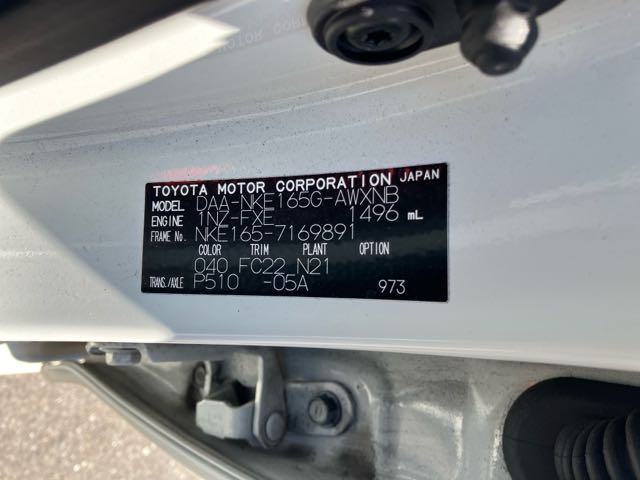 TOYOTA MOTOR CORPORATION JAPAN
MODEL DAA-NKE165G-AWXNB
ENGINE 1NZ-FXE 1496 mL
FRAME No. NKE165-7169891
COLOR TRIM PLANT OPTION
040 FC22 N21
TRANS./AXLE P510 -05A 973